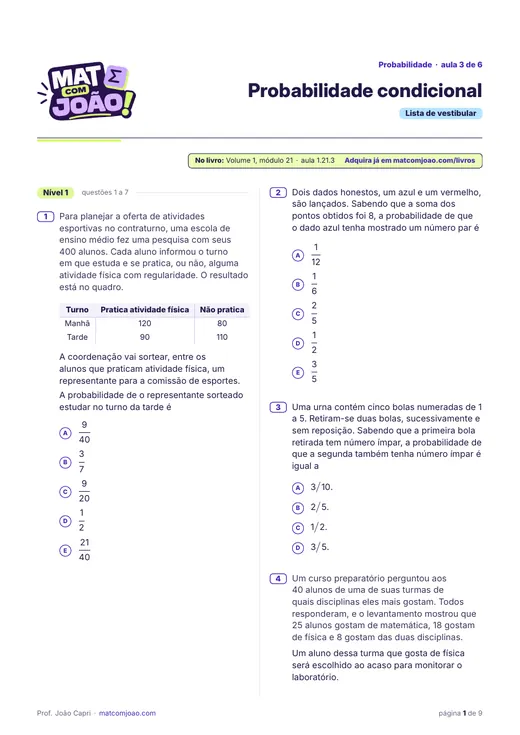 MAT Σ
COM
JOÃO!
Probabilidade · aula 3 de 6
Probabilidade condicional
Lista de vestibular
No livro: Volume 1, módulo 21 · aula 1.21.3 Adquira já em matcomjoao.com/livros
Nível 1 questões 1 a 7
1 Para planejar a oferta de atividades
esportivas no contraturno, uma escola de
ensino médio fez uma pesquisa com seus
400 alunos. Cada aluno informou o turno
em que estuda e se pratica, ou não, alguma
atividade física com regularidade. O resultado
está no quadro.
Turno Pratica atividade física Não pratica
Manhã 120 80
Tarde 90 110
A coordenação vai sortear, entre os
alunos que praticam atividade física, um
representante para a comissão de esportes.
A probabilidade de o representante sorteado
estudar no turno da tarde é
A 9/40
B 3/7
C 9/20
D 1/2
E 21/40
2 Dois dados honestos, um azul e um vermelho,
são lançados. Sabendo que a soma dos
pontos obtidos foi 8, a probabilidade de que
o dado azul tenha mostrado um número par é
A 1/12
B 1/6
C 2/5
D 1/2
E 3/5
3 Uma urna contém cinco bolas numeradas de 1
a 5. Retiram-se duas bolas, sucessivamente e
sem reposição. Sabendo que a primeira bola
retirada tem número ímpar, a probabilidade de
que a segunda também tenha número ímpar é
igual a
A 3/10.
B 2/5.
C 1/2.
D 3/5.
4 Um curso preparatório perguntou aos
40 alunos de uma de suas turmas de
quais disciplinas eles mais gostam. Todos
responderam, e o levantamento mostrou que
25 alunos gostam de matemática, 18 gostam
de física e 8 gostam das duas disciplinas.
Um aluno dessa turma que gosta de física
será escolhido ao acaso para monitorar o
laboratório.
Prof. João Capri · matcomjoao.com
página 1 de 9